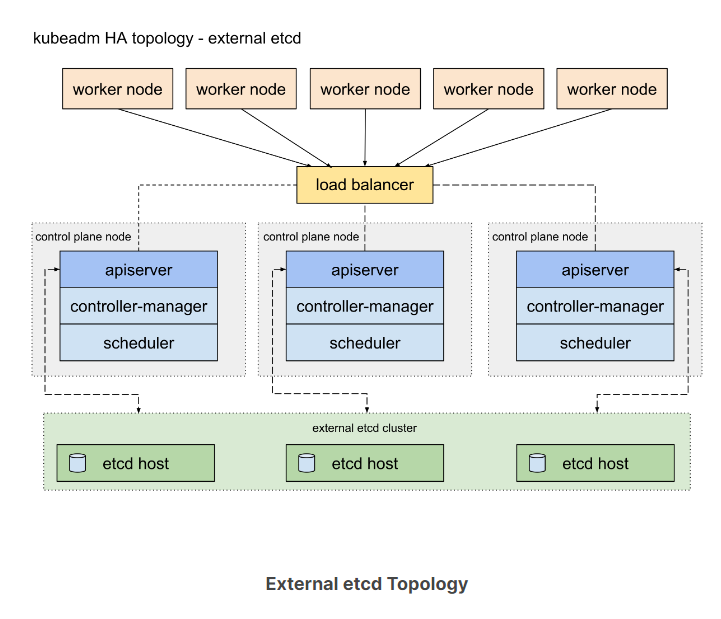 kubeadm HA topology - external etcd
worker node
worker node
worker node
worker node
worker node
load balancer
control plane node
control plane node
control plane node
apiserver
apiserver
apiserver
controller-manager
controller-manager
controller-manager
scheduler
scheduler
scheduler
external etcd cluster
etcd host
etcd host
etcd host
External etcd Topology